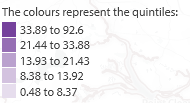 The colours represent the quintiles:
33.89 to 92.6
21.44 to 33.88
13.93 to 21.43
8.38 to 13.92
0.48 to 8.37